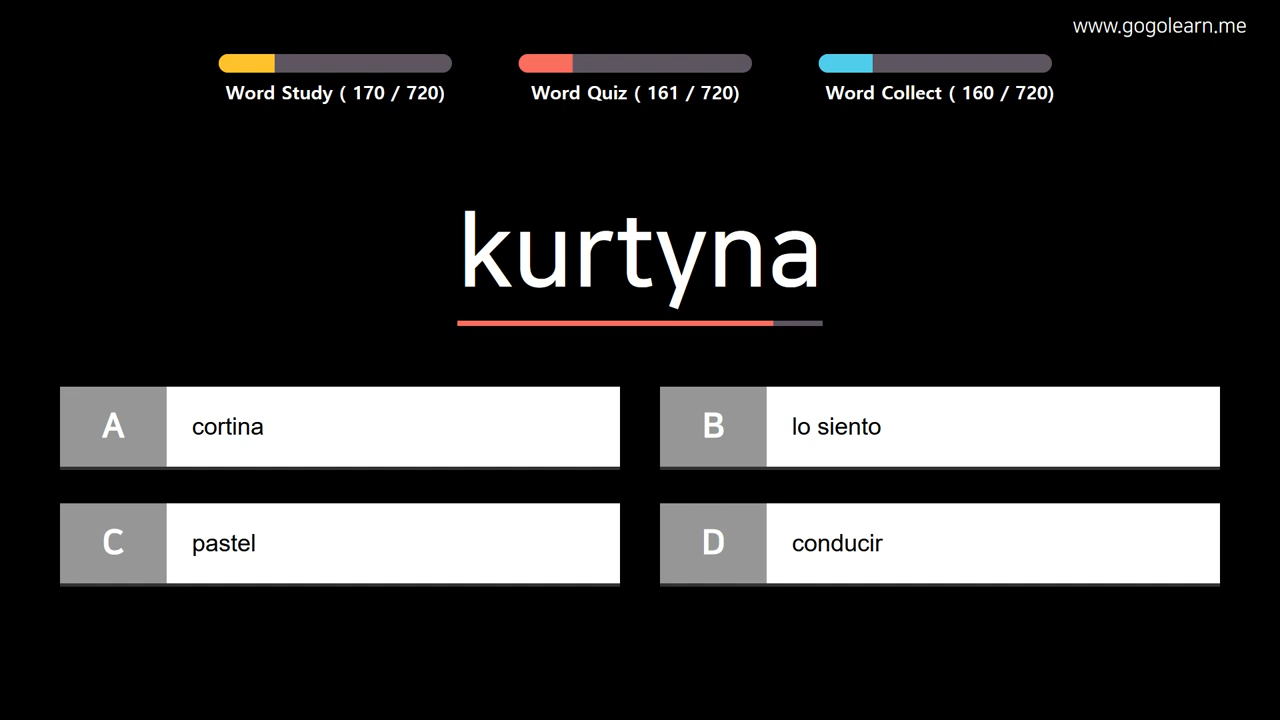 www.gogolearn.me
Word Study ( 170 / 720)
Word Quiz ( 161 / 720)
Word Collect ( 160 / 720)
kurtyna
A cortina
B lo siento
C pastel
D conducir